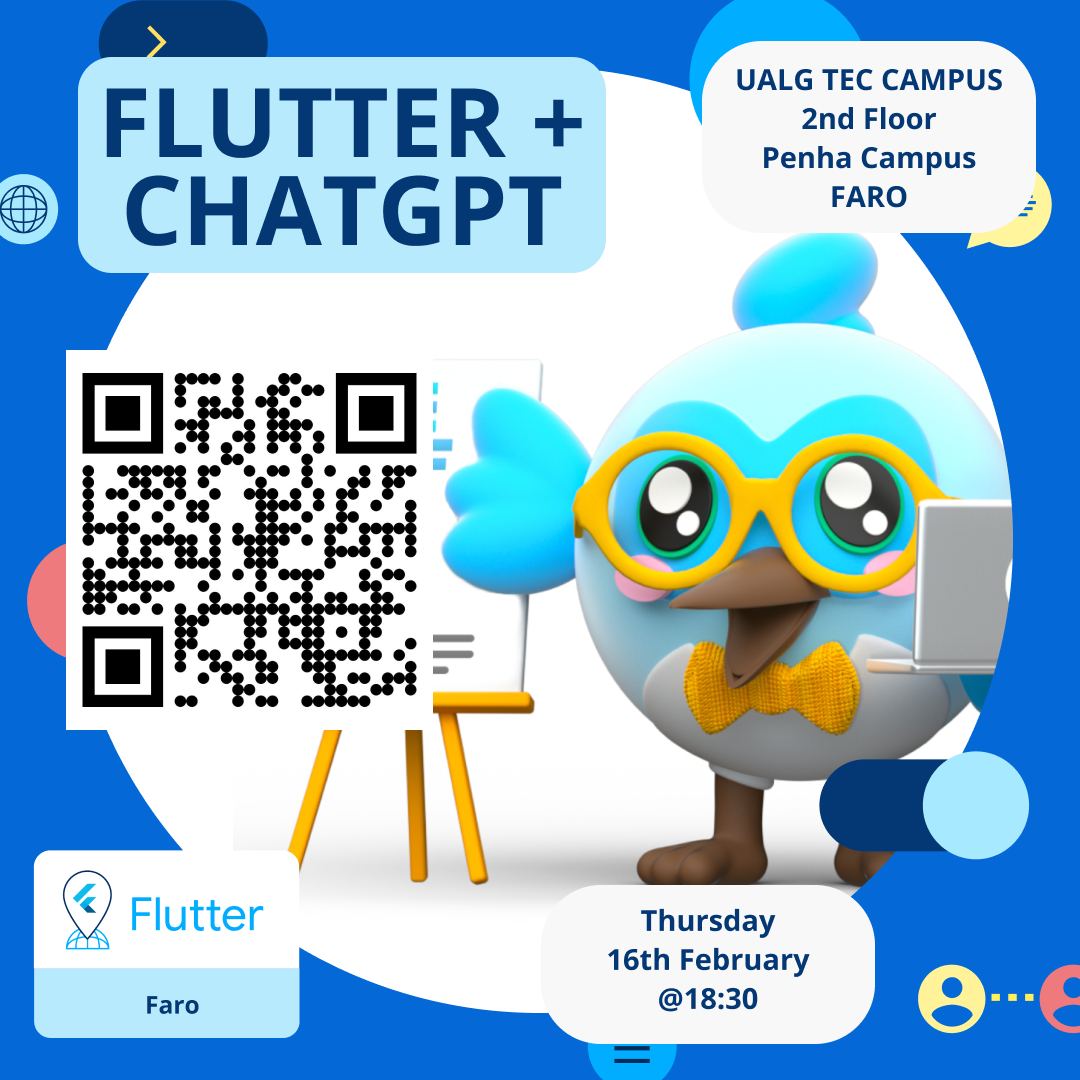 FLUTTER +
CHATGPT
UALG TEC CAMPUS
2nd Floor
Penha Campus
FARO
Flutter
Faro
Thursday
16th February
@18:30